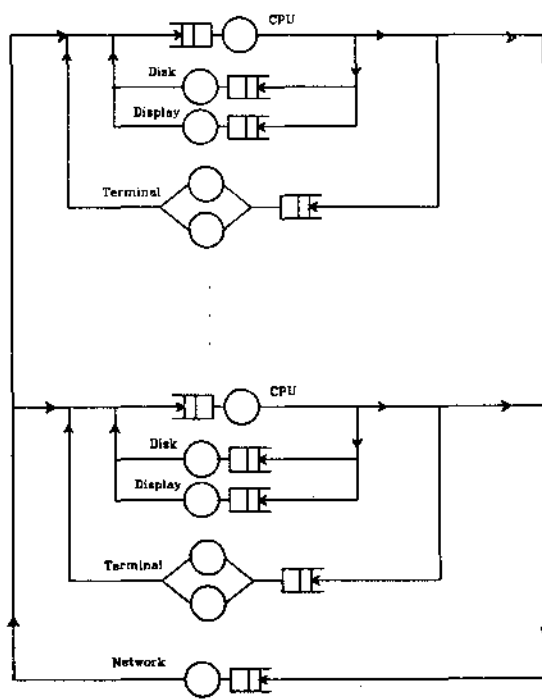 CPU
Disk
Display
Terminal
CPU
Disk
Display
Terminal
Network